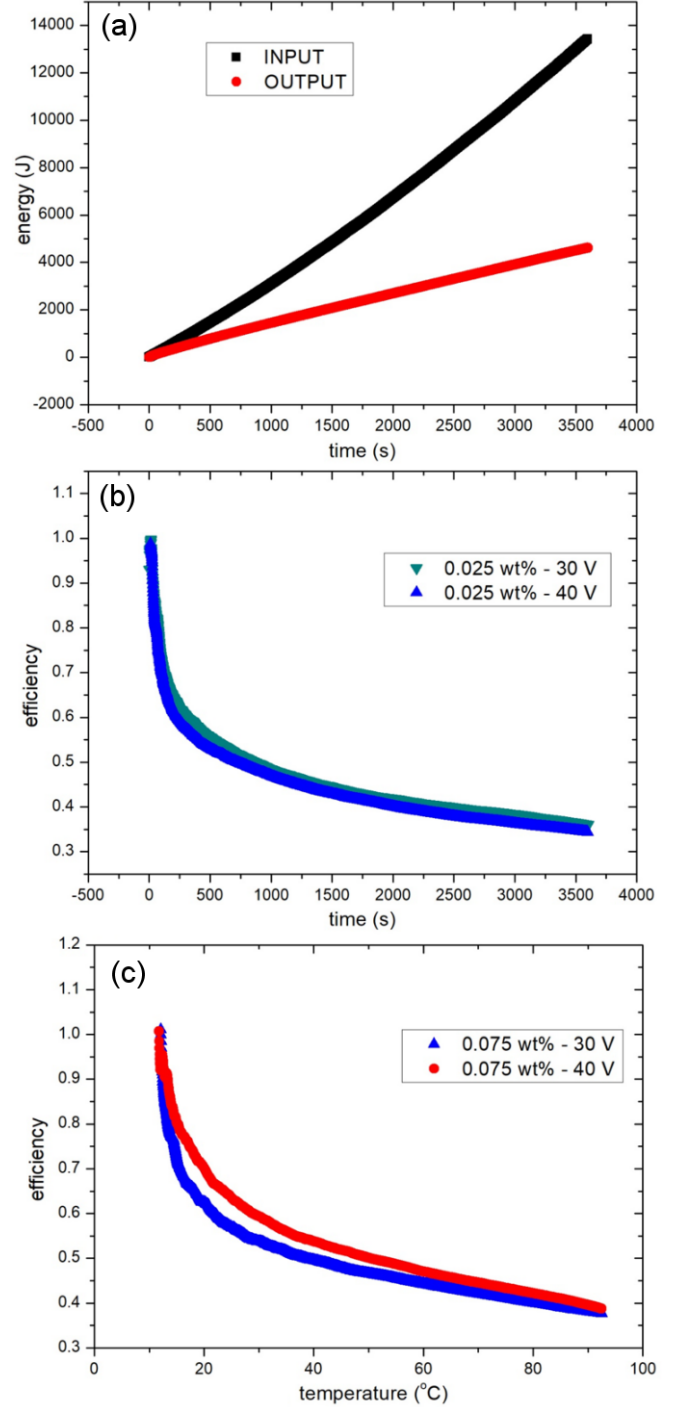 (a)
14000
12000
10000
8000
6000
4000
2000
0
-2000
energy (J)
INPUT
OUTPUT
-500 0 500 1000 1500 2000 2500 3000 3500 4000
time (s)
(b)
1.1
1.0
0.9
0.8
0.7
0.6
0.5
0.4
0.3
efficiency
0.025 wt% - 30 V
0.025 wt% - 40 V
-500 0 500 1000 1500 2000 2500 3000 3500 4000
time (s)
(c)
1.2
1.1
1.0
0.9
0.8
0.7
0.6
0.5
0.4
0.3
efficiency
0.075 wt% - 30 V
0.075 wt% - 40 V
0 20 40 60 80 100
temperature (°C)